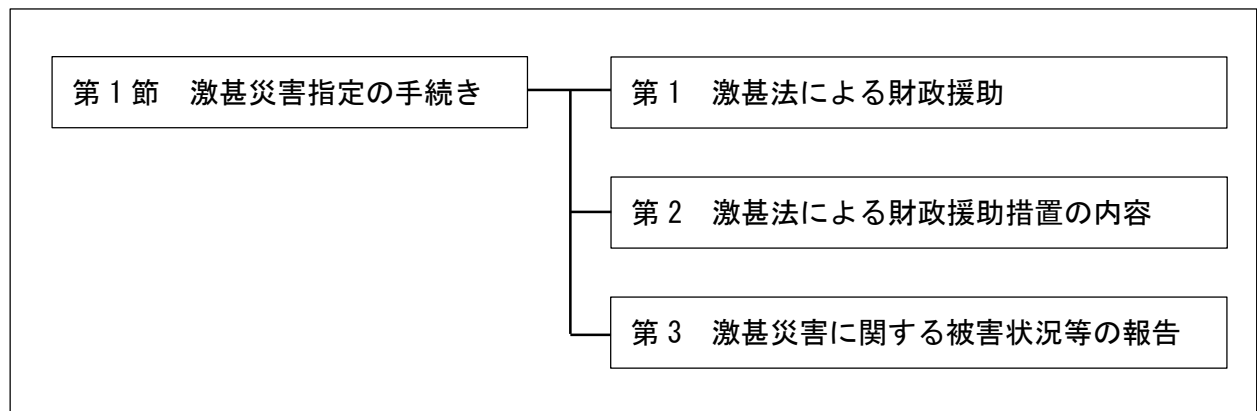 第1節　激甚災害指定の手続き
第1　激甚法による財政援助
第2　激甚法による財政援助措置の内容
第3　激甚災害に関する被害状況等の報告